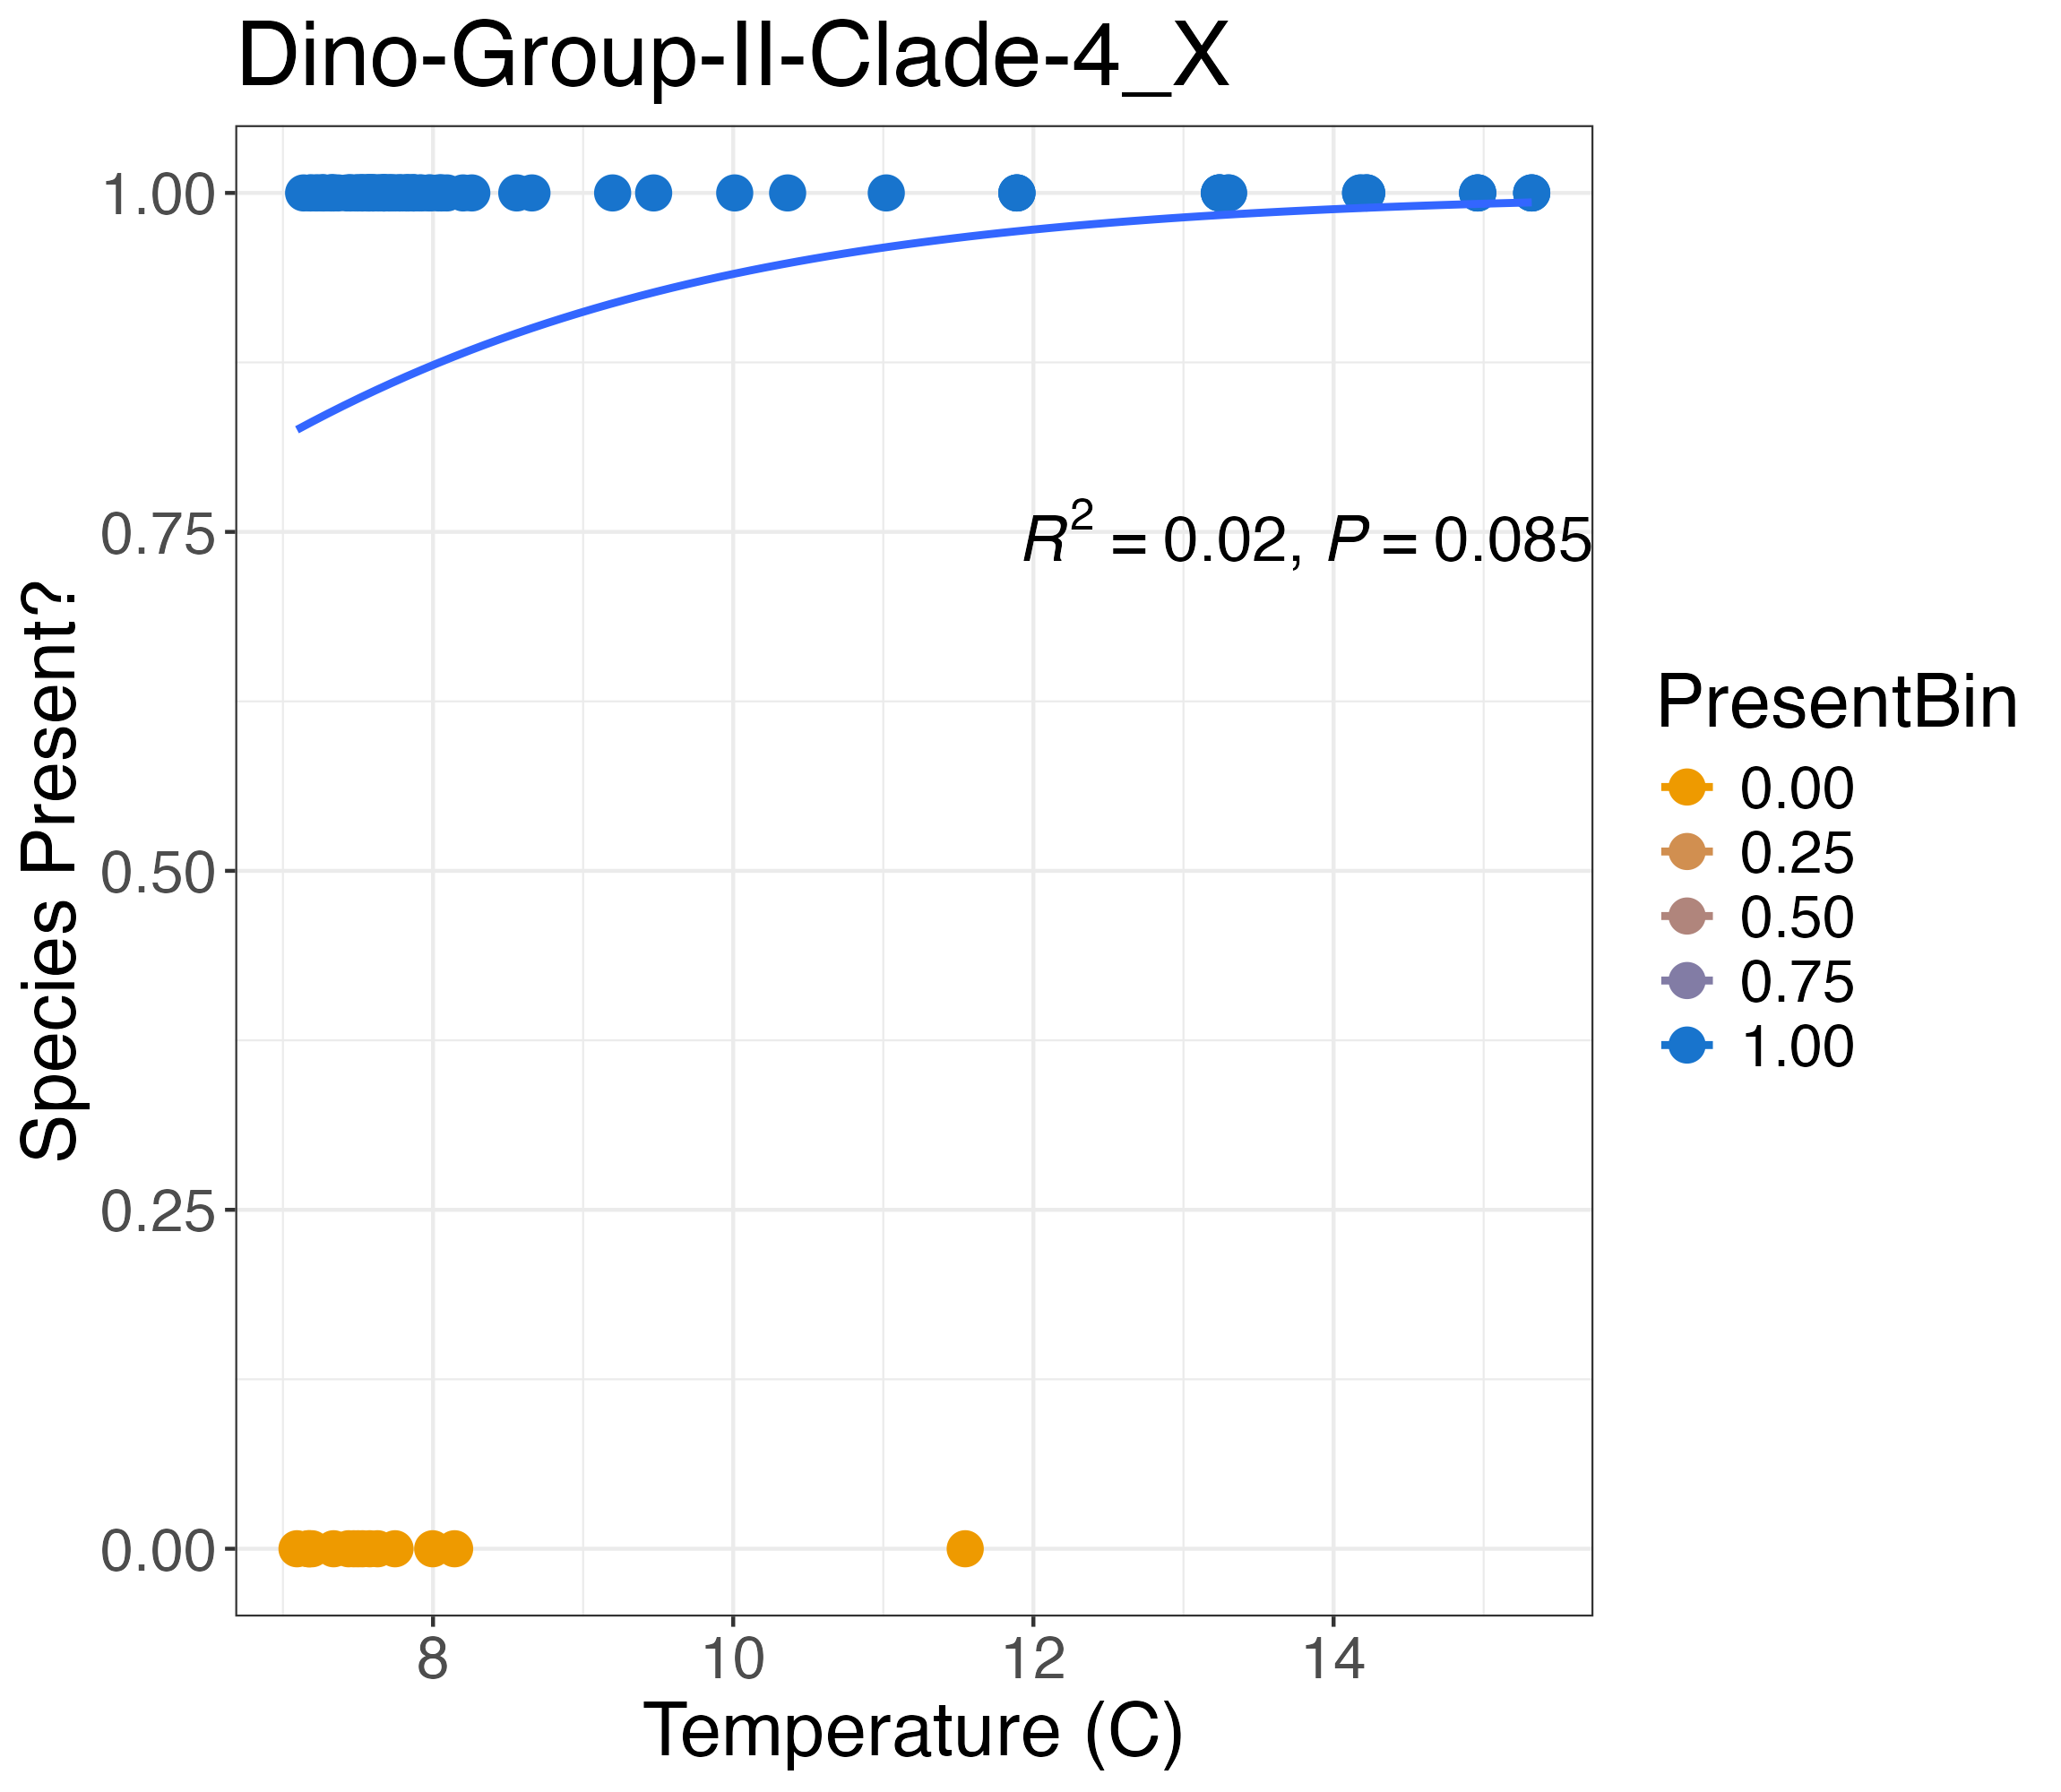 Dino-Group-II-Clade-4_X
1.00
0.75
0.50
0.25
0.00
Species Present?
R² = 0.02, P = 0.085
8 10 12 14
Temperature (C)
PresentBin
0.00
0.25
0.50
0.75
1.00